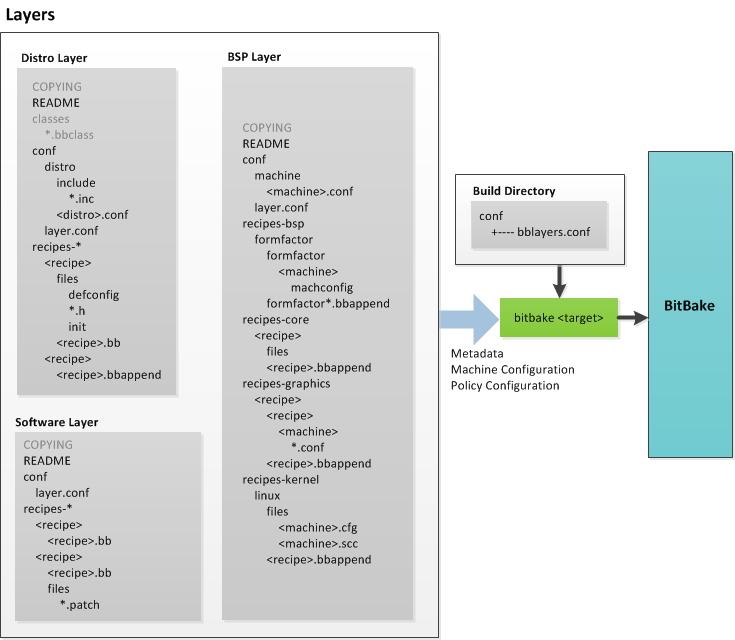 Layers
Distro Layer
COPYING
README
classes
*.bbclass
conf
distro
include
*.inc
<distro>.conf
layer.conf
recipes-*
<recipe>
files
defconfig
*.h
init
<recipe>.bb
<recipe>
<recipe>.bbappend
Software Layer
COPYING
README
conf
layer.conf
recipes-*
<recipe>
<recipe>.bb
<recipe>
<recipe>.bb
files
*.patch
BSP Layer
COPYING
README
conf
machine
<machine>.conf
layer.conf
recipes-bsp
formfactor
formfactor
<machine>
machconfig
formfactor*.bbappend
recipes-core
<recipe>
files
<recipe>.bbappend
recipes-graphics
<recipe>
<recipe>
<machine>
*.conf
<recipe>.bbappend
recipes-kernel
linux
files
<machine>.cfg
<machine>.scc
<recipe>.bbappend
Build Directory
conf
+---- bblayers.conf
bitbake <target>
Metadata
Machine Configuration
Policy Configuration
BitBake